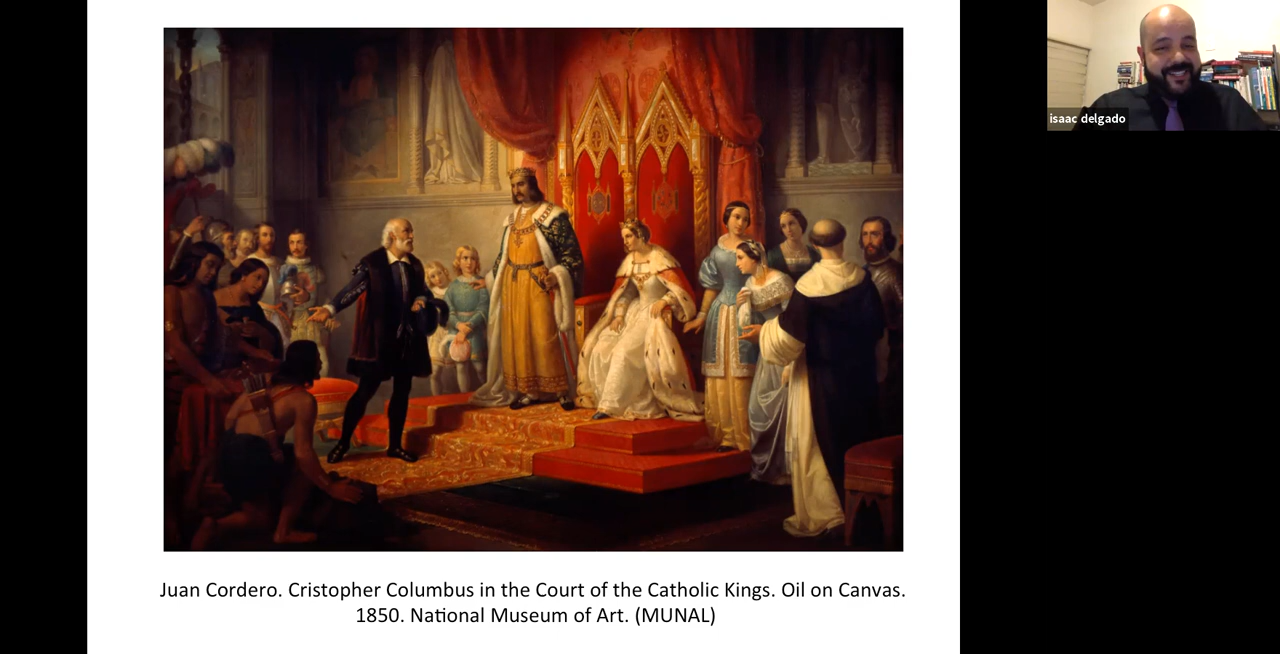 isaac delgado
Juan Cordero. Cristopher Columbus in the Court of the Catholic Kings. Oil on Canvas.
1850. National Museum of Art. (MUNAL)